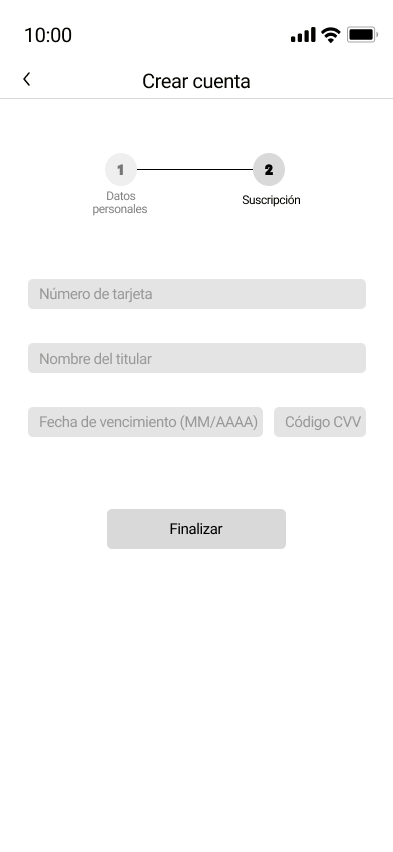 10:00
Crear cuenta
1
2
Datos
personales
Suscripción
Número de tarjeta
Nombre del titular
Fecha de vencimiento (MM/AAAA)
Código CVV
Finalizar